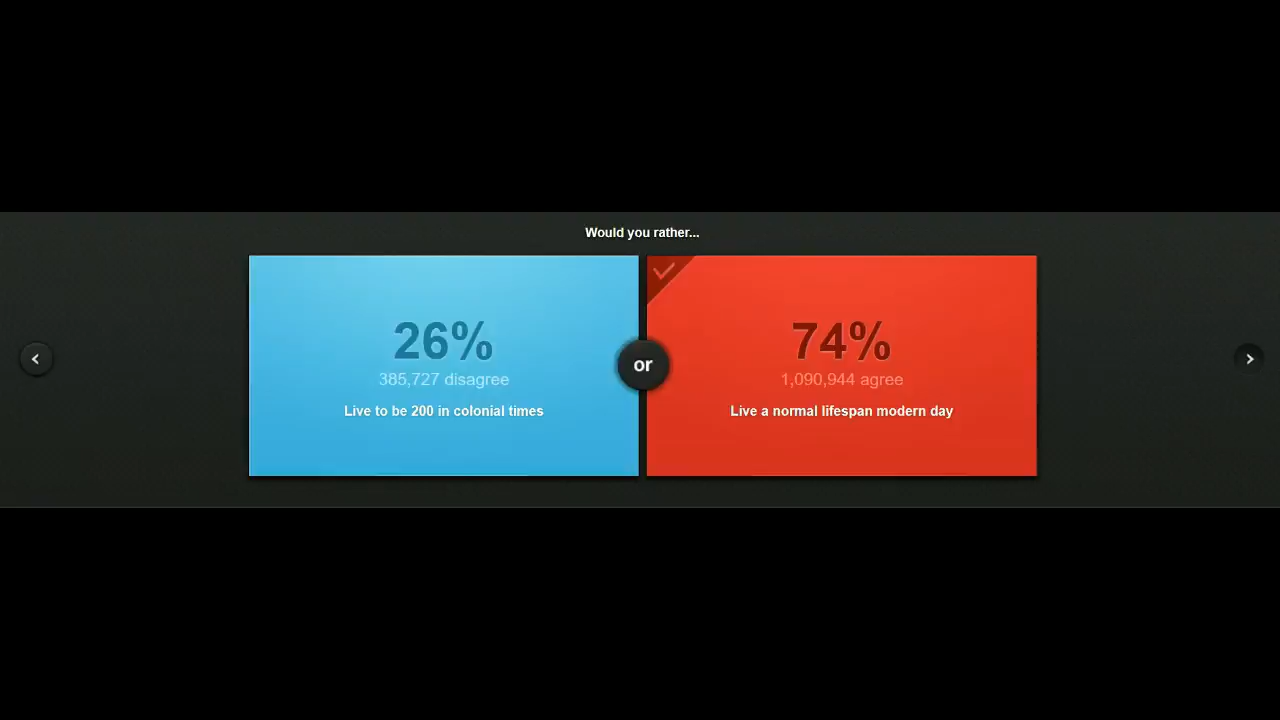 Would you rather...
26%
385,727 disagree
Live to be 200 in colonial times
or
74%
1,090,944 agree
Live a normal lifespan modern day